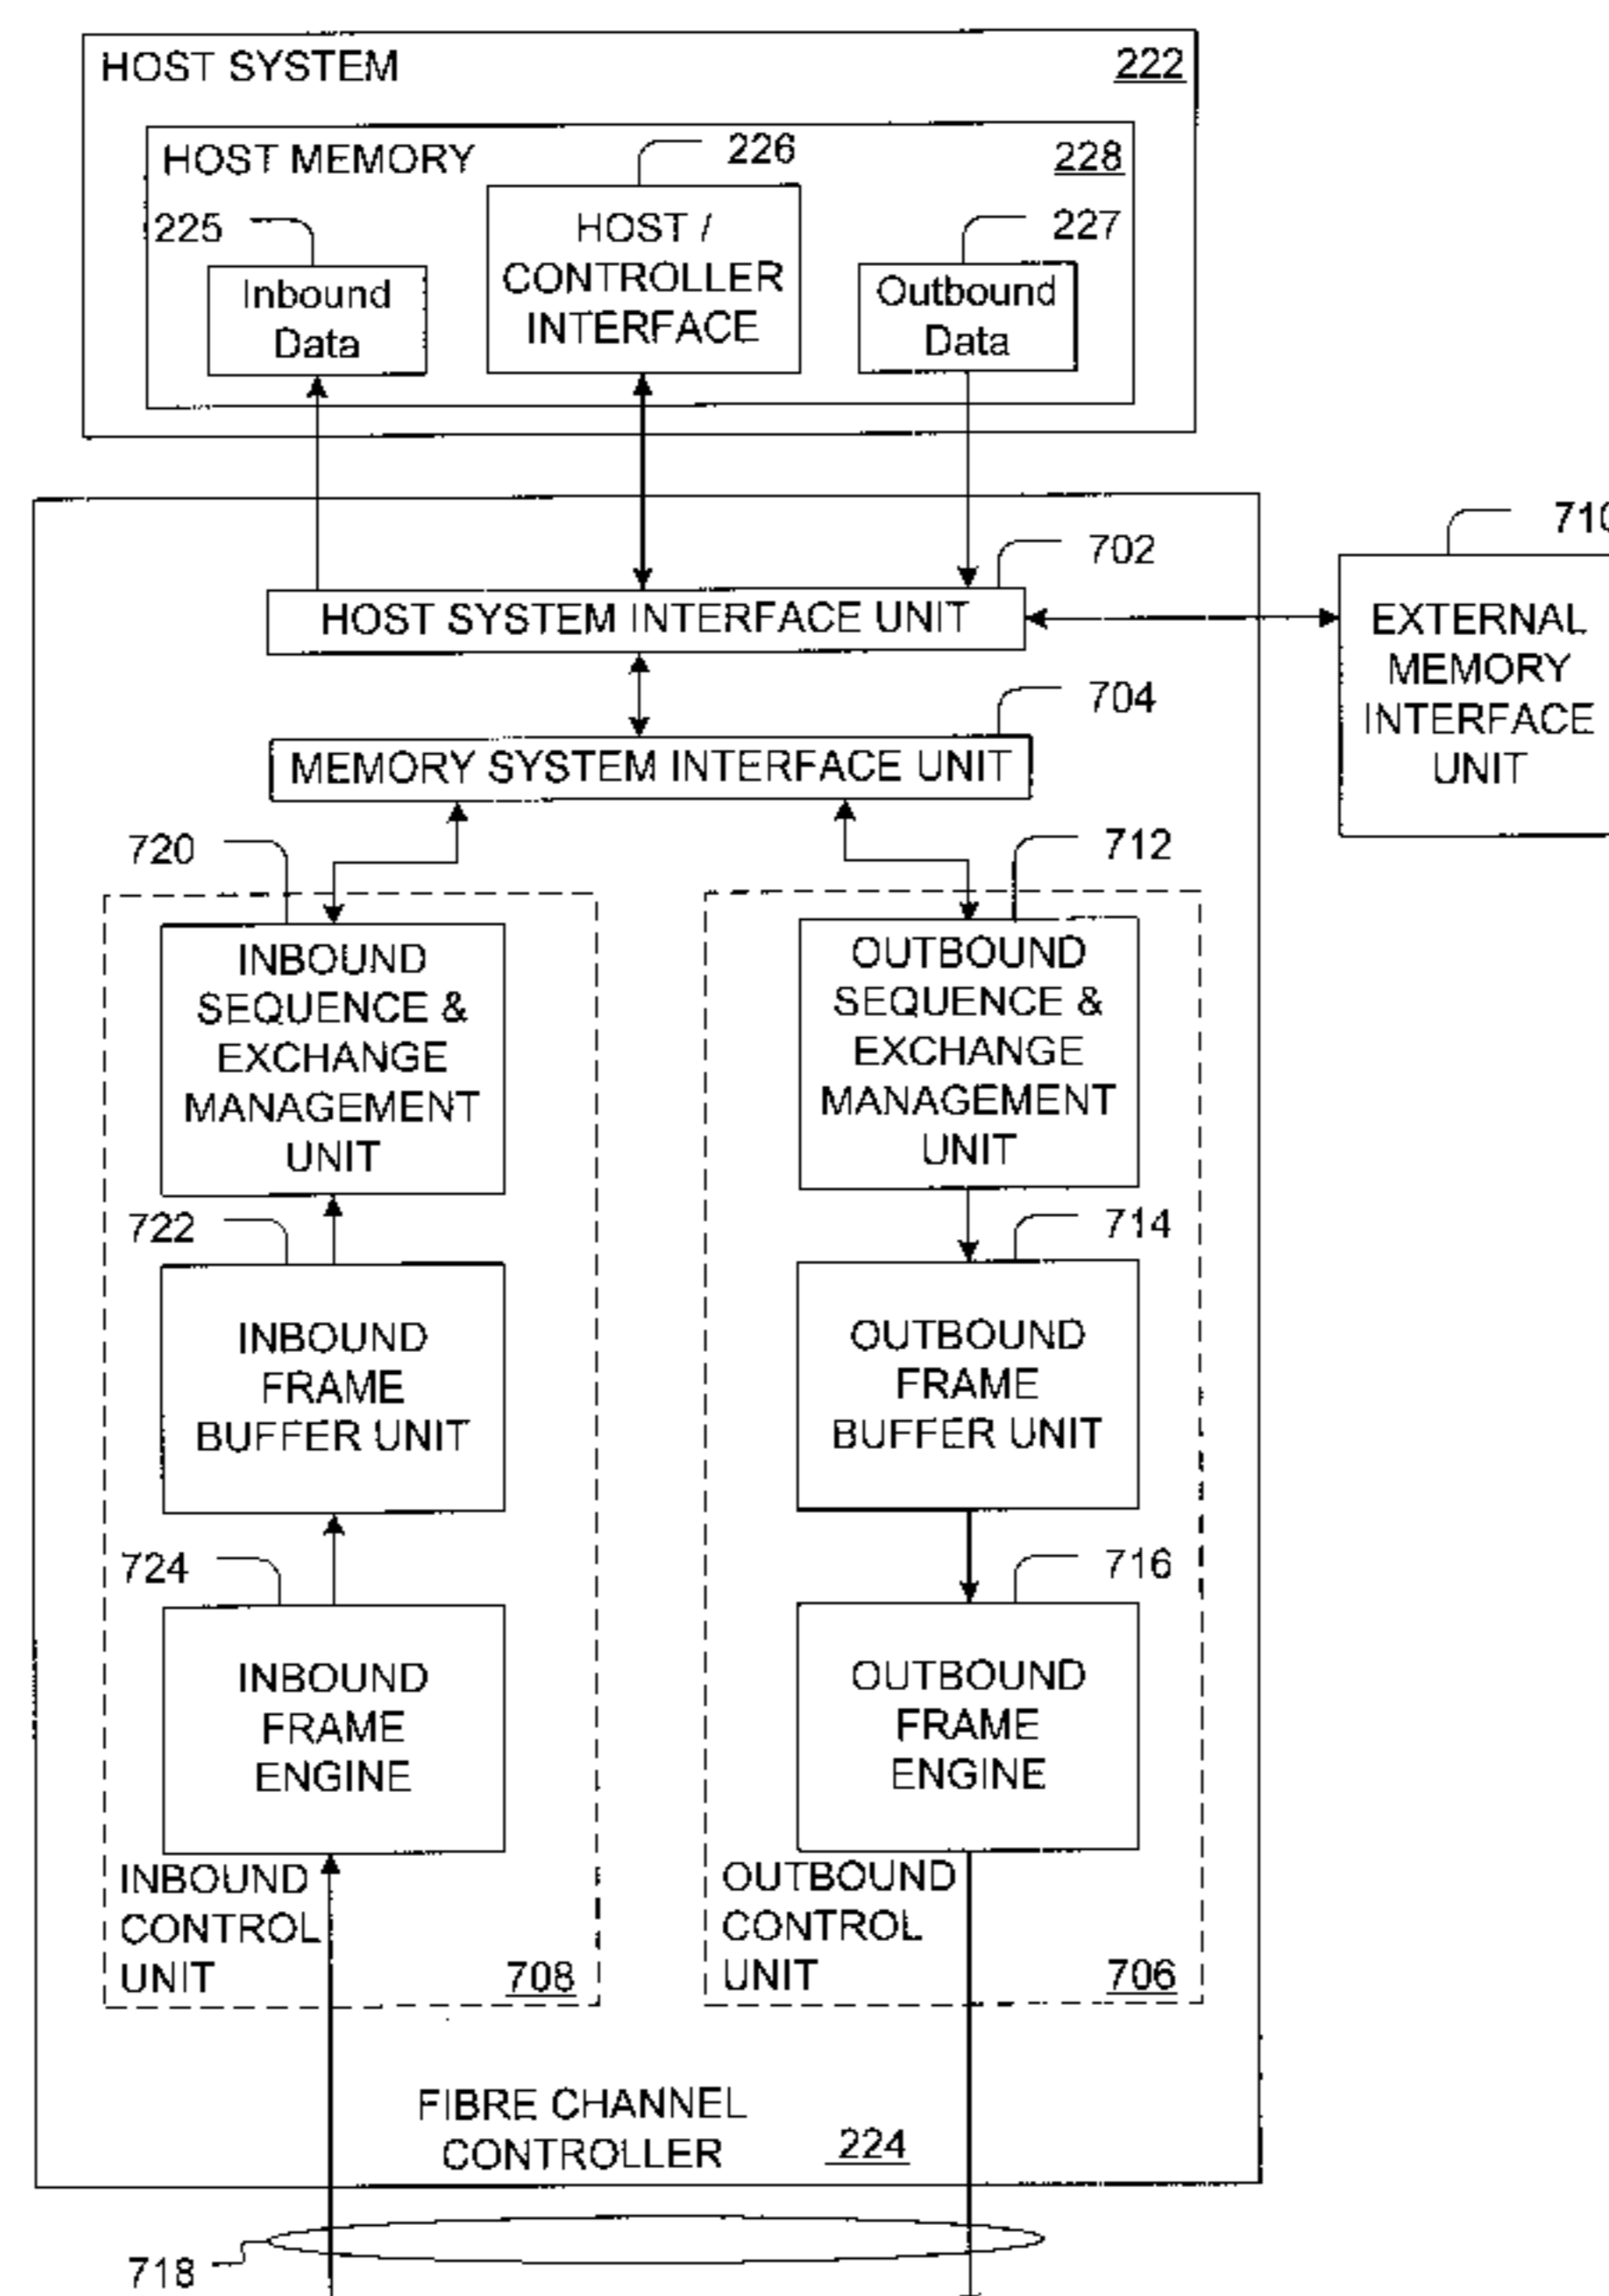 HOST SYSTEM
222
HOST MEMORY
226
228
225
HOST /
CONTROLLER
INTERFACE
227
Inbound
Data
Outbound
Data
702
710
HOST SYSTEM INTERFACE UNIT
EXTERNAL
MEMORY
INTERFACE
UNIT
704
MEMORY SYSTEM INTERFACE UNIT
720
712
INBOUND
SEQUENCE &
EXCHANGE
MANAGEMENT
UNIT
OUTBOUND
SEQUENCE &
EXCHANGE
MANAGEMENT
UNIT
722
714
INBOUND
FRAME
BUFFER UNIT
OUTBOUND
FRAME
BUFFER UNIT
724
716
INBOUND
FRAME
ENGINE
OUTBOUND
FRAME
ENGINE
INBOUND
CONTROL
UNIT
708
OUTBOUND
CONTROL
UNIT
706
FIBRE CHANNEL
CONTROLLER
224
718